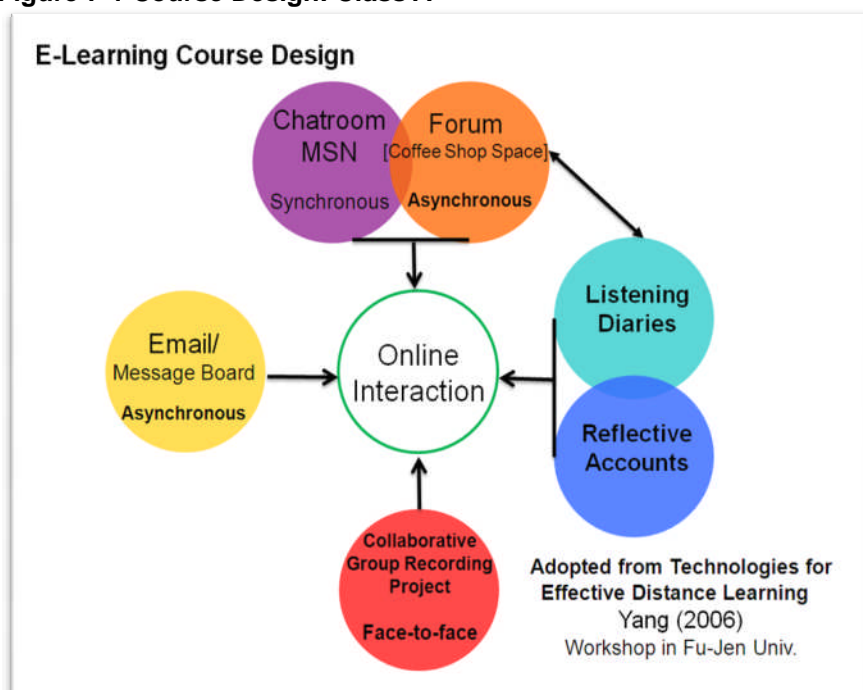 E-Learning Course Design
Chatroom
MSN
Synchronous
Forum
[Coffee Shop Space]
Asynchronous
Listening
Diaries
Email/
Message Board
Asynchronous
Online
Interaction
Reflective
Accounts
Collaborative
Group Recording
Project
Face-to-face
Adopted from Technologies for
Effective Distance Learning
Yang (2006)
Workshop in Fu-Jen Univ.